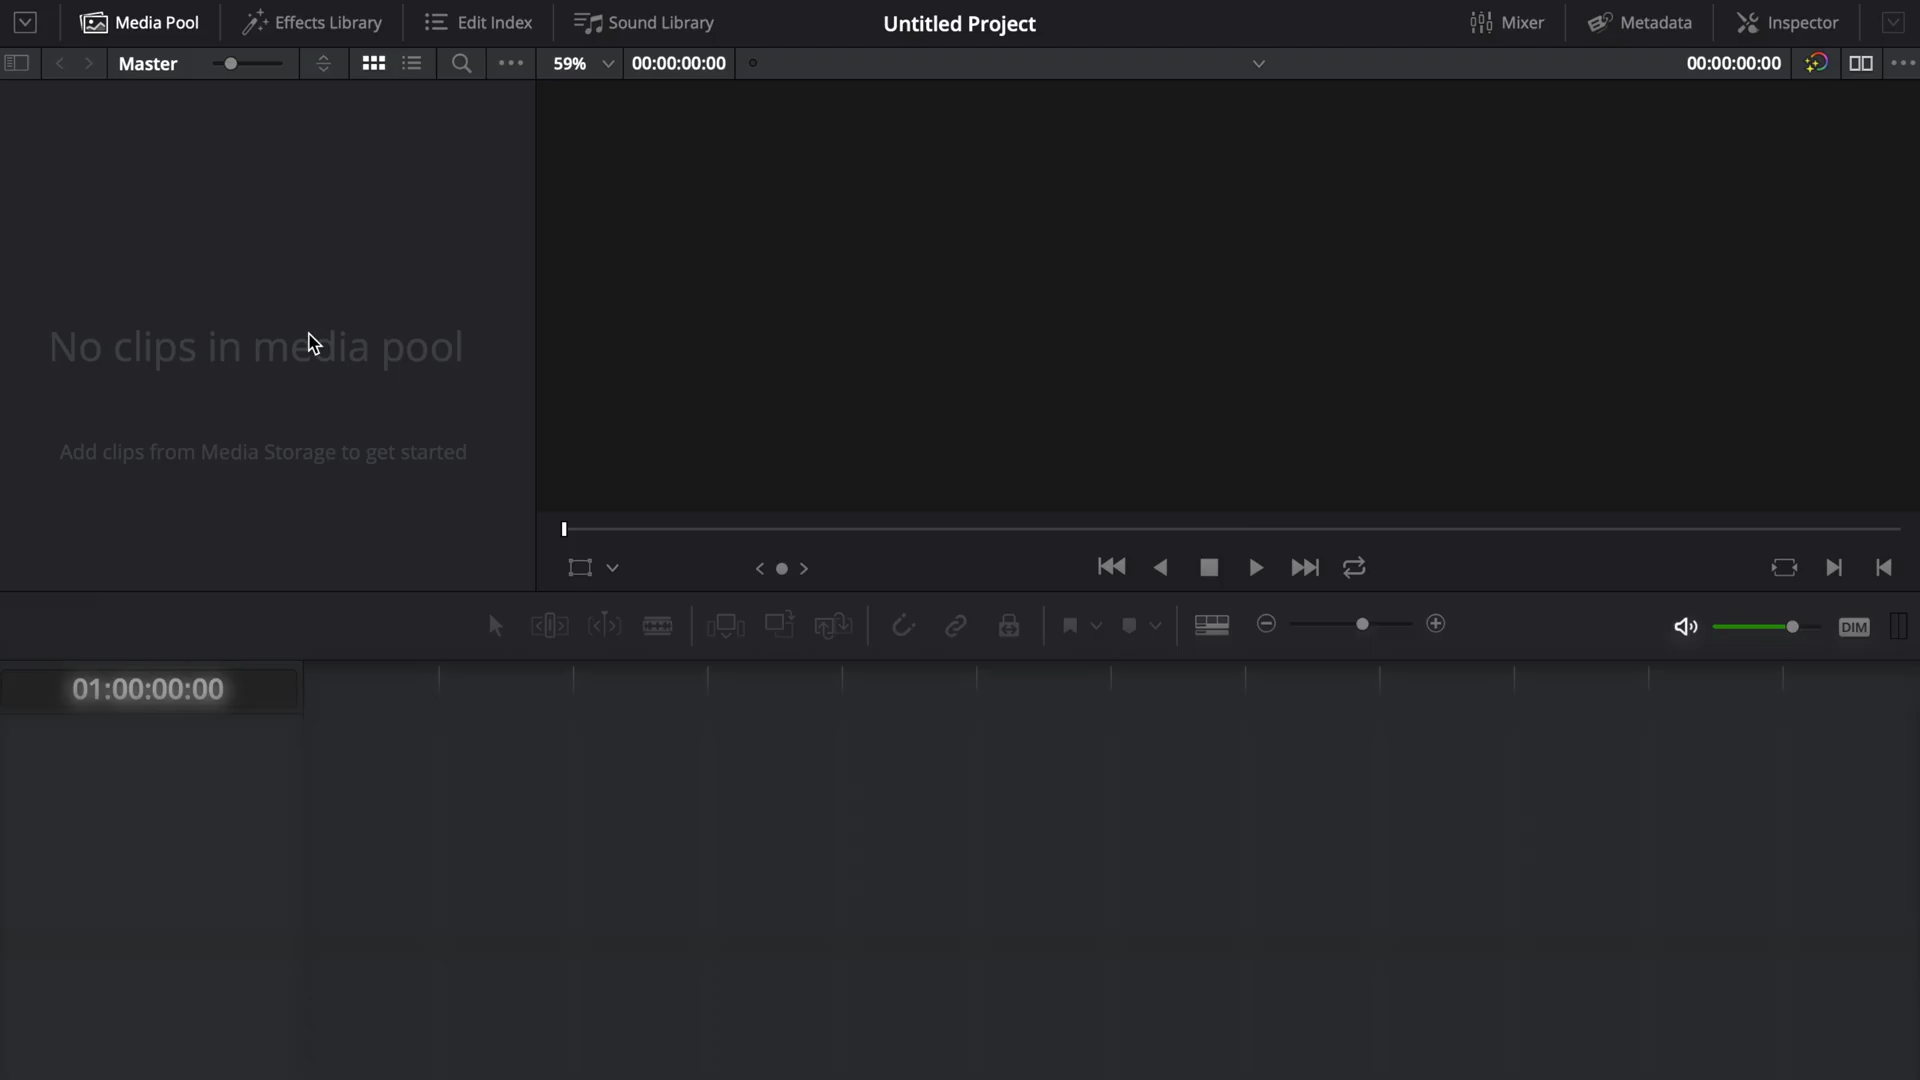 Media Pool
Effects Library
Edit Index
Sound Library
Untitled Project
Mixer
Metadata
Inspector
Master
59%
00:00:00:00
00:00:00:00
No clips in media pool
Add clips from Media Storage to get started
DIM
01:00:00:00